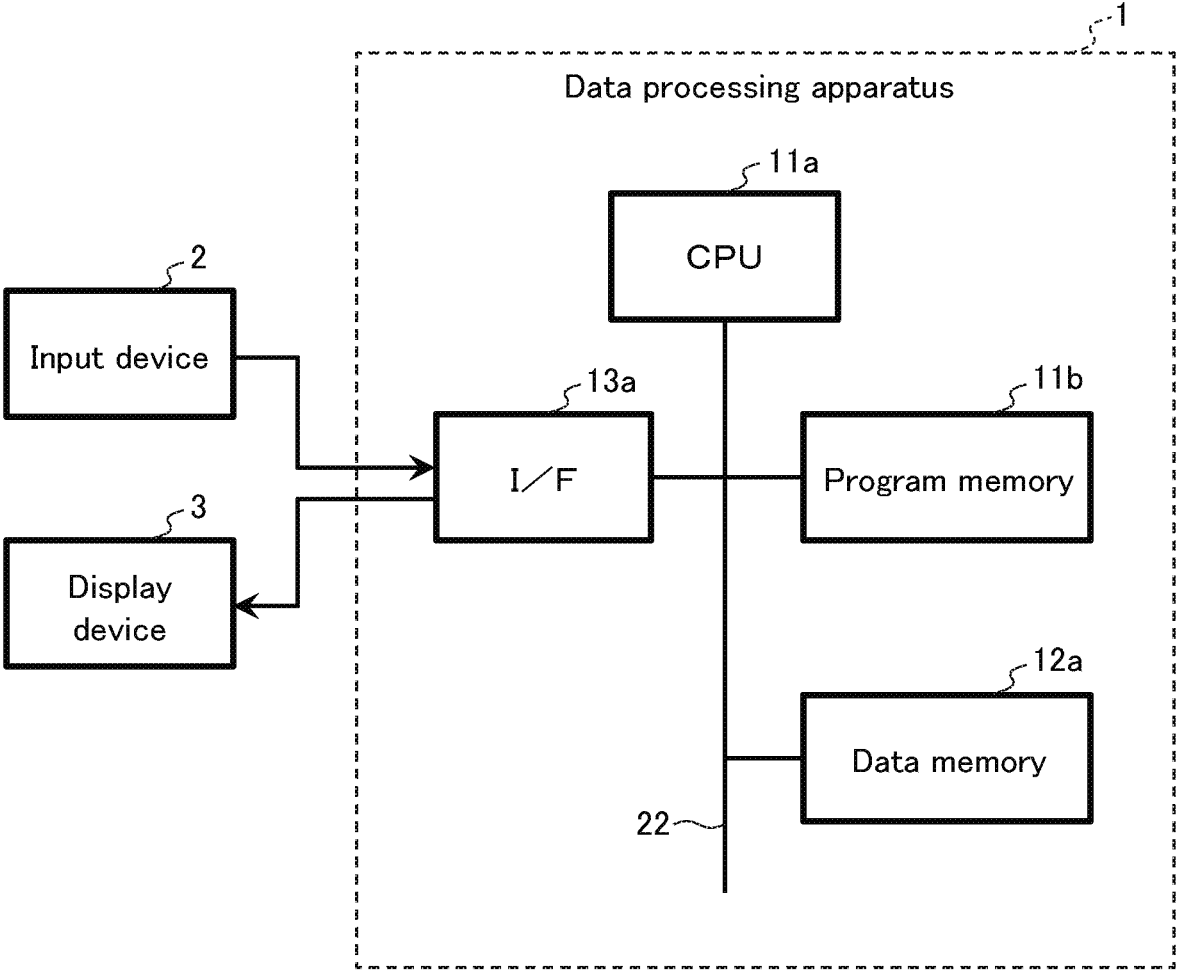 1
Data processing apparatus
11a
CPU
2
Input device
13a
I/F
11b
Program memory
3
Display
device
12a
Data memory
22